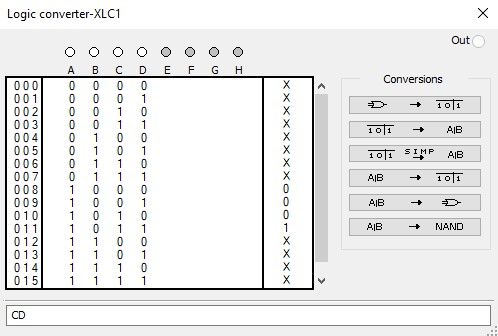 Logic converter-XLC1
Out
A B C D E F G H
000 0 0 0 0 X
001 0 0 0 1 X
002 0 0 1 0 X
003 0 0 1 1 X
004 0 1 0 0 X
005 0 1 0 1 X
006 0 1 1 0 X
007 0 1 1 1 X
008 1 0 0 0 0
009 1 0 0 1 0
010 1 0 1 0 0
011 1 0 1 1 1
012 1 1 0 0 X
013 1 1 0 1 X
014 1 1 1 0 X
015 1 1 1 1 X
Conversions
→ 10|1
10|1 → A|B
10|1 SIMP → A|B
A|B → 10|1
A|B →
A|B → NAND
CD